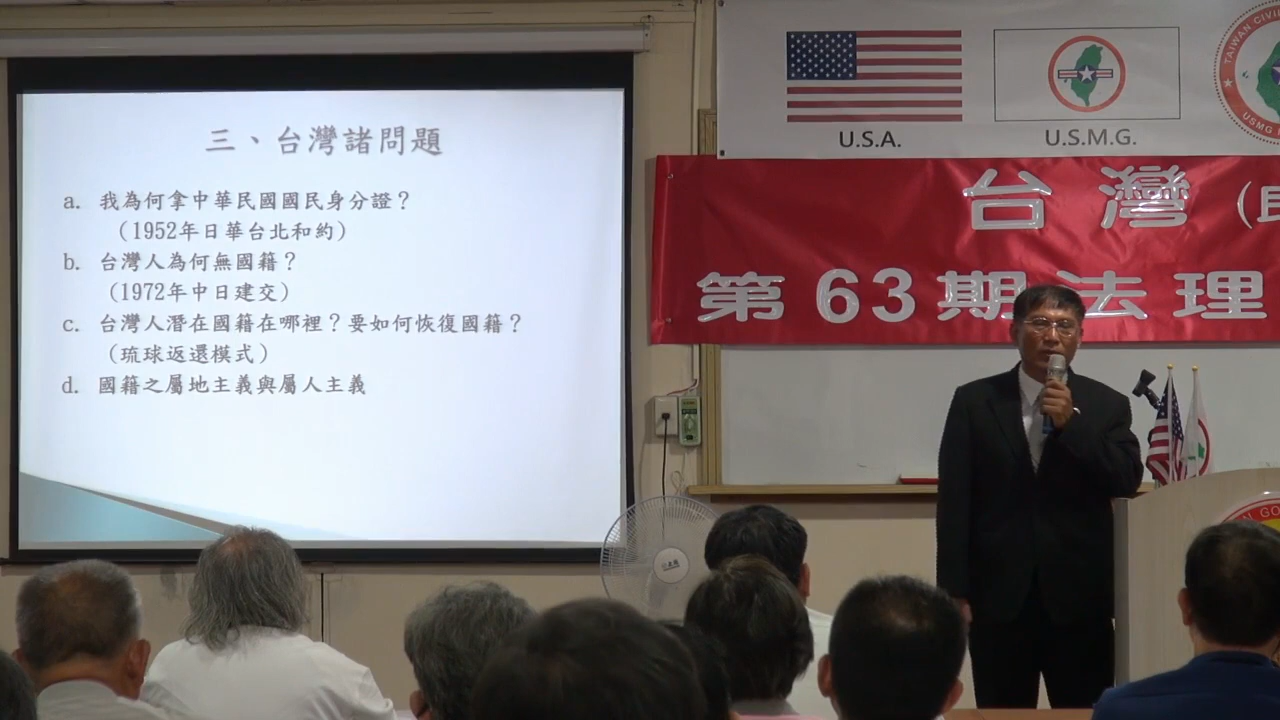 三、台灣諸問題
a. 我為何拿中華民國國民身分證？
（1952年日華台北和約）
b. 台灣人為何無國籍？
（1972年中日建交）
c. 台灣人潛在國籍在哪裡？要如何恢復國籍？
（琉球返還模式）
d. 國籍之屬地主義與屬人主義
U.S.A.
U.S.M.G.
TAIWAN CIVIL
USMG
台灣（民
第63期法理